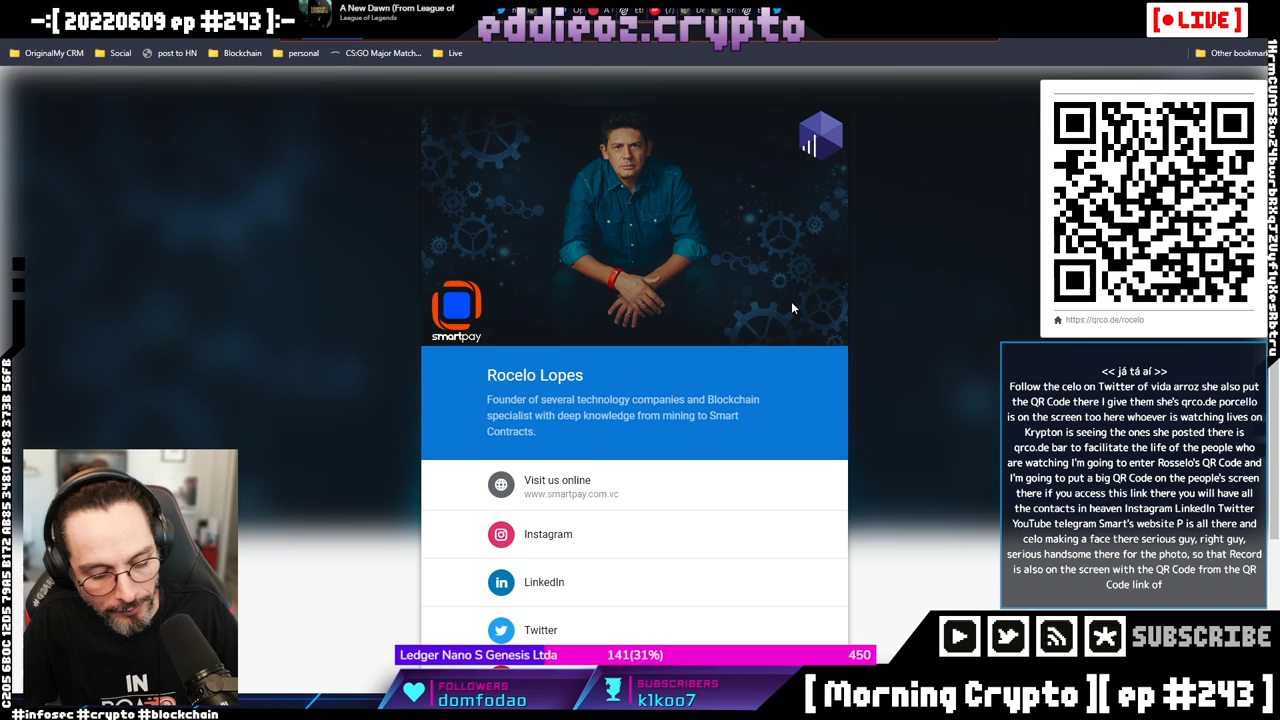 -:[ 20220609 ep #243 ]:-
A New Dawn (From League of
League of Legends
eddieoz.crypto
[•LIVE]
OriginalMy CRM
Social
post to HN
Blockchain
personal
CS:GO Major Match...
Live
Other bookmar
smartpay
Rocelo Lopes
Founder of several technology companies and Blockchain
specialist with deep knowledge from mining to Smart
Contracts.
Visit us online
www.smartpay.com.vc
Instagram
LinkedIn
Twitter
https://qrco.de/rocelo
<< já tá aí >>
Follow the celo on Twitter of vida arroz she also put
the QR Code there I give them she's qrco.de porcello
is on the screen too here whoever is watching lives on
Krypton is seeing the ones she posted there is
qrco.de bar to facilitate the life of the people who
are watching I'm going to enter Rosselo's QR Code and
I'm going to put a big QR Code on the people's screen
there if you access this link there you will have all
the contacts in heaven Instagram LinkedIn Twitter
YouTube telegram Smart's website P is all there and
celo making a face there serious guy, right guy,
serious handsome there for the photo, so that Record
is also on the screen with the QR Code from the QR
Code link of
SUBSCRIBE
Ledger Nano S Genesis Ltda 141(31%) 450
FOLLOWERS
domfodao
SUBSCRIBERS
k1koo7
[ Morning Crypto ][ ep #243 ]
IN
#infosec #crypto #blockchain